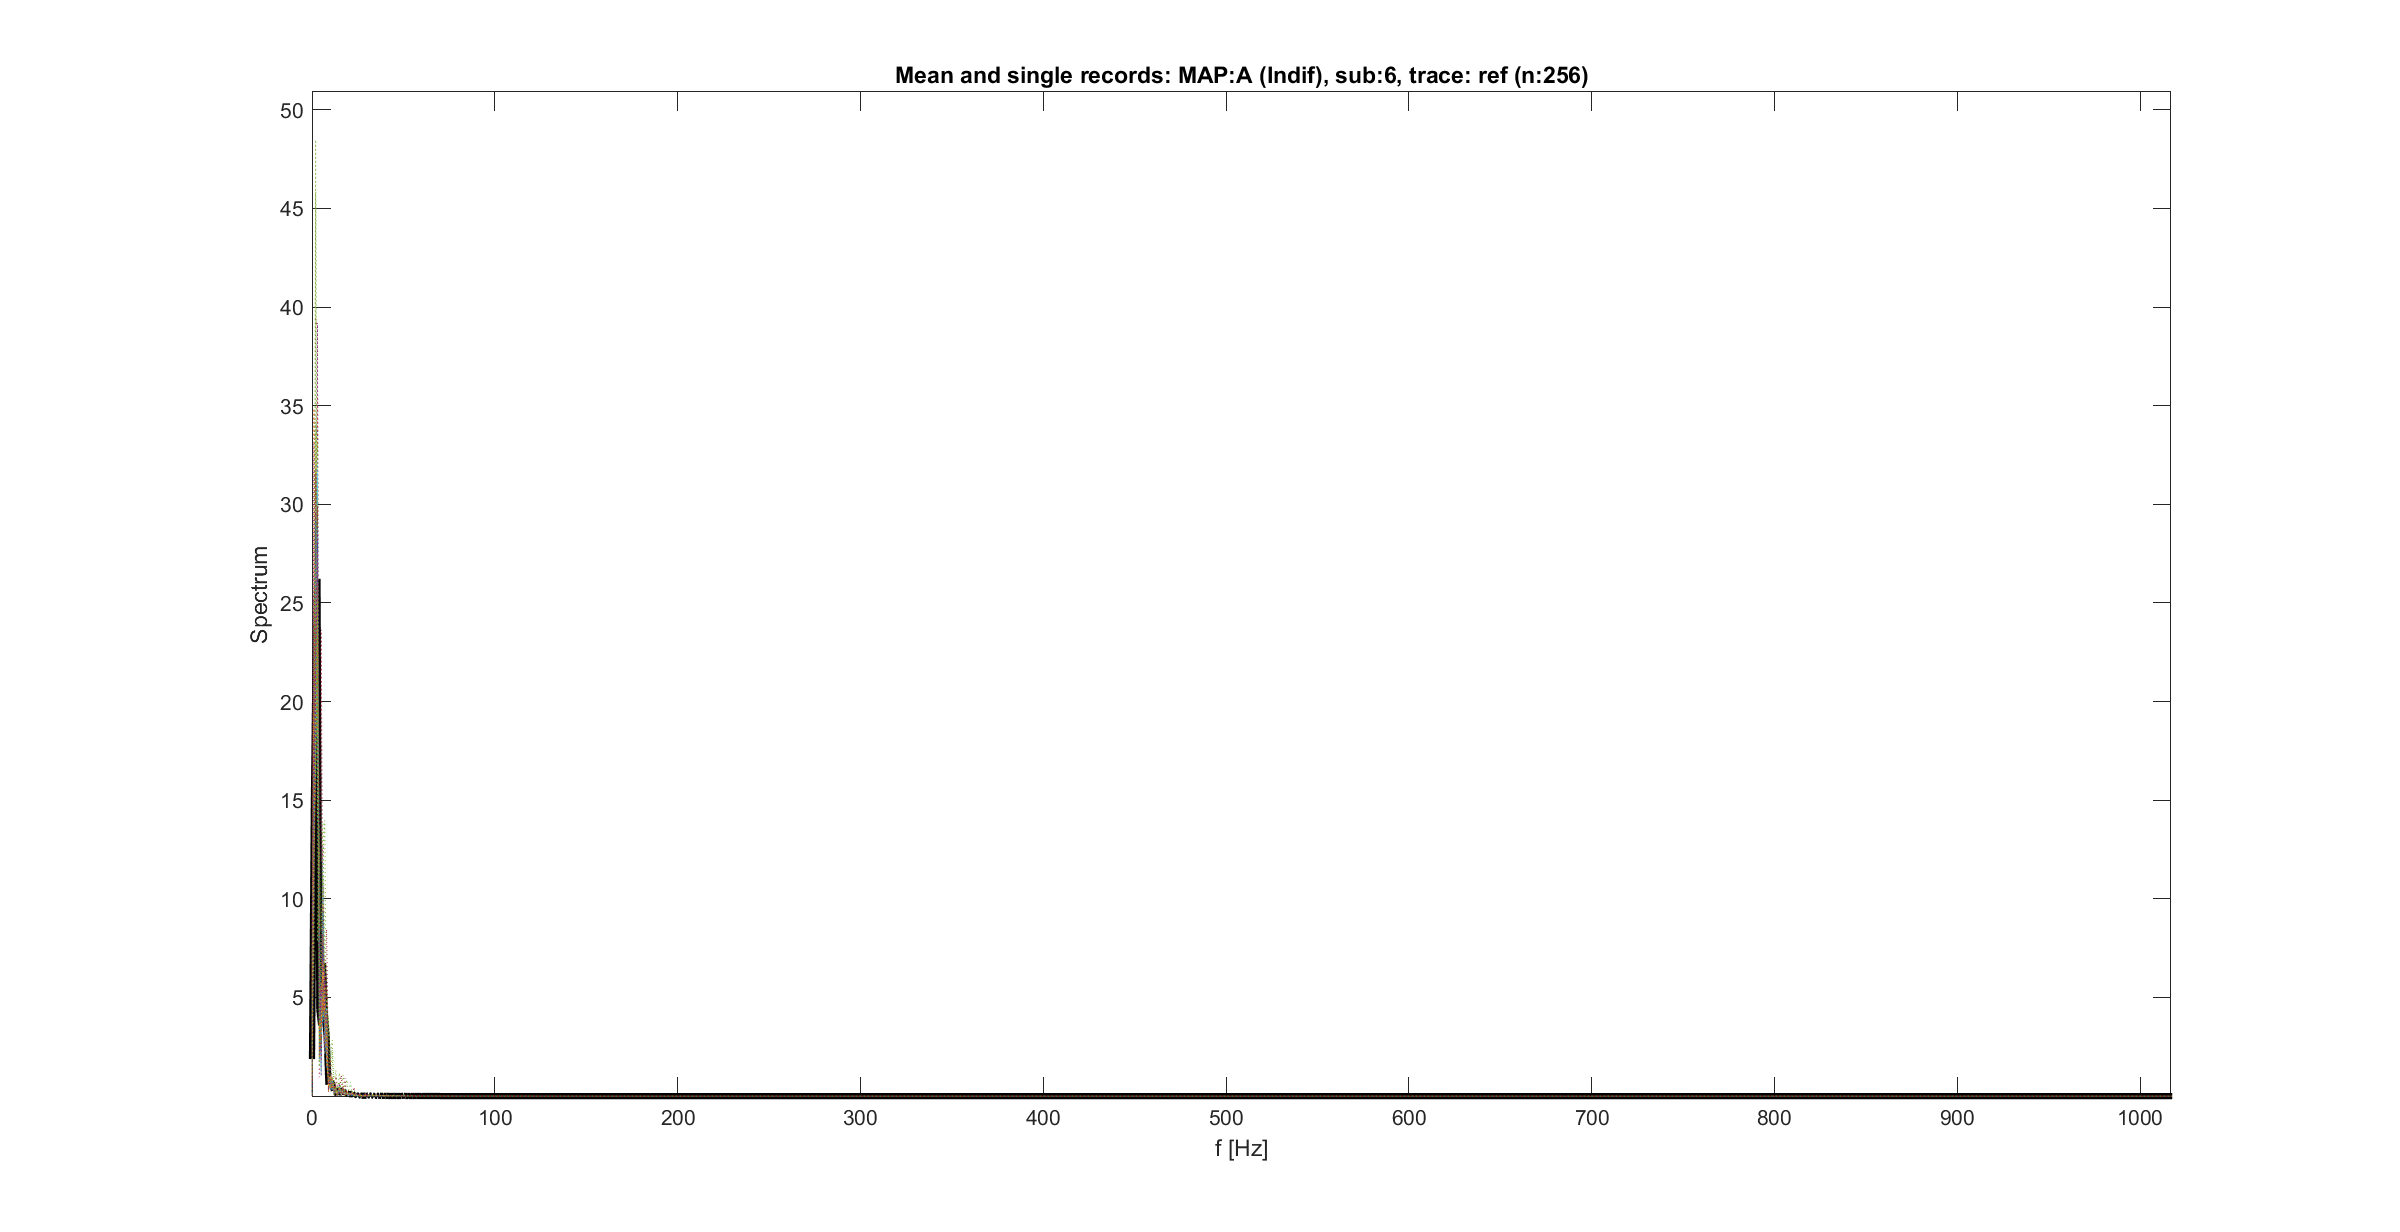 Mean and single records: MAP:A (Indif), sub:6, trace: ref (n:256)
50
45
40
35
30
25
20
15
10
5
Spectrum
0 100 200 300 400 500 600 700 800 900 1000
f [Hz]